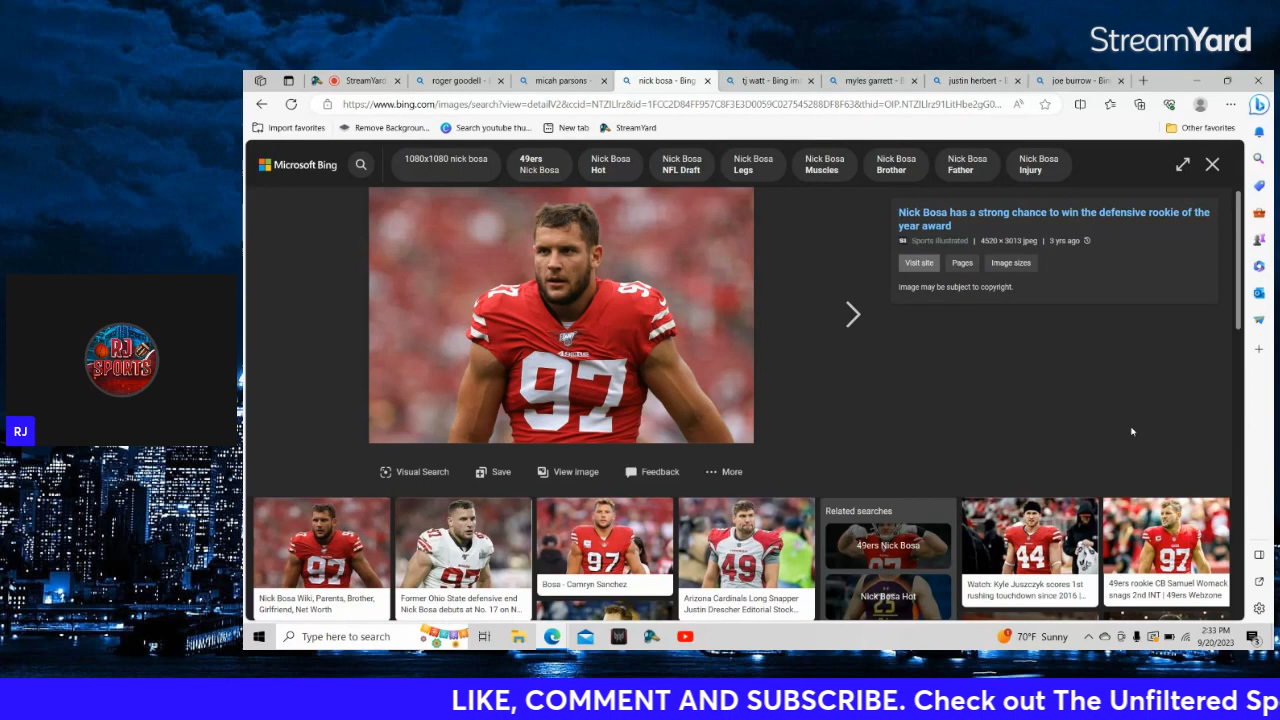 StreamYard
StreamYard
roger goodell -
micah parsons -
nick bosa - Bing
tj watt - Bing im
myles garrett -
justin herbert -
joe burrow - Bin
Import favorites
Remove Backgroun...
Search youtube thu...
New tab
StreamYard
Other favorites
Microsoft Bing
1080x1080 nick bosa
49ers
Nick Bosa
Nick Bosa
Hot
Nick Bosa
NFL Draft
Nick Bosa
Legs
Nick Bosa
Muscles
Nick Bosa
Brother
Nick Bosa
Father
Nick Bosa
Injury
Nick Bosa has a strong chance to win the defensive rookie of the
year award
Sports Illustrated | 4520 × 3013 jpeg | 3 yrs ago
Visit site
Pages
Image sizes
Image may be subject to copyright.
49ERS
97
RJ
SPORTS
RJ
Visual Search
Save
View image
Feedback
More
97
97
97
49
44
97
Related searches
49ers Nick Bosa
Nick Bosa Hot
Nick Bosa Wiki, Parents, Brother,
Girlfriend, Net Worth
Former Ohio State defensive end
Nick Bosa debuts at No. 17 on N...
Bosa - Camryn Sanchez
Arizona Cardinals Long Snapper
Justin Drescher Editorial Stock...
Watch: Kyle Juszczyk scores 1st
rushing touchdown since 2016 |...
49ers rookie CB Samuel Womack
snags 2nd INT | 49ers Webzone
Type here to search
70°F Sunny
2:33 PM
9/20/2023
LIKE, COMMENT AND SUBSCRIBE. Check out The Unfiltered Sp